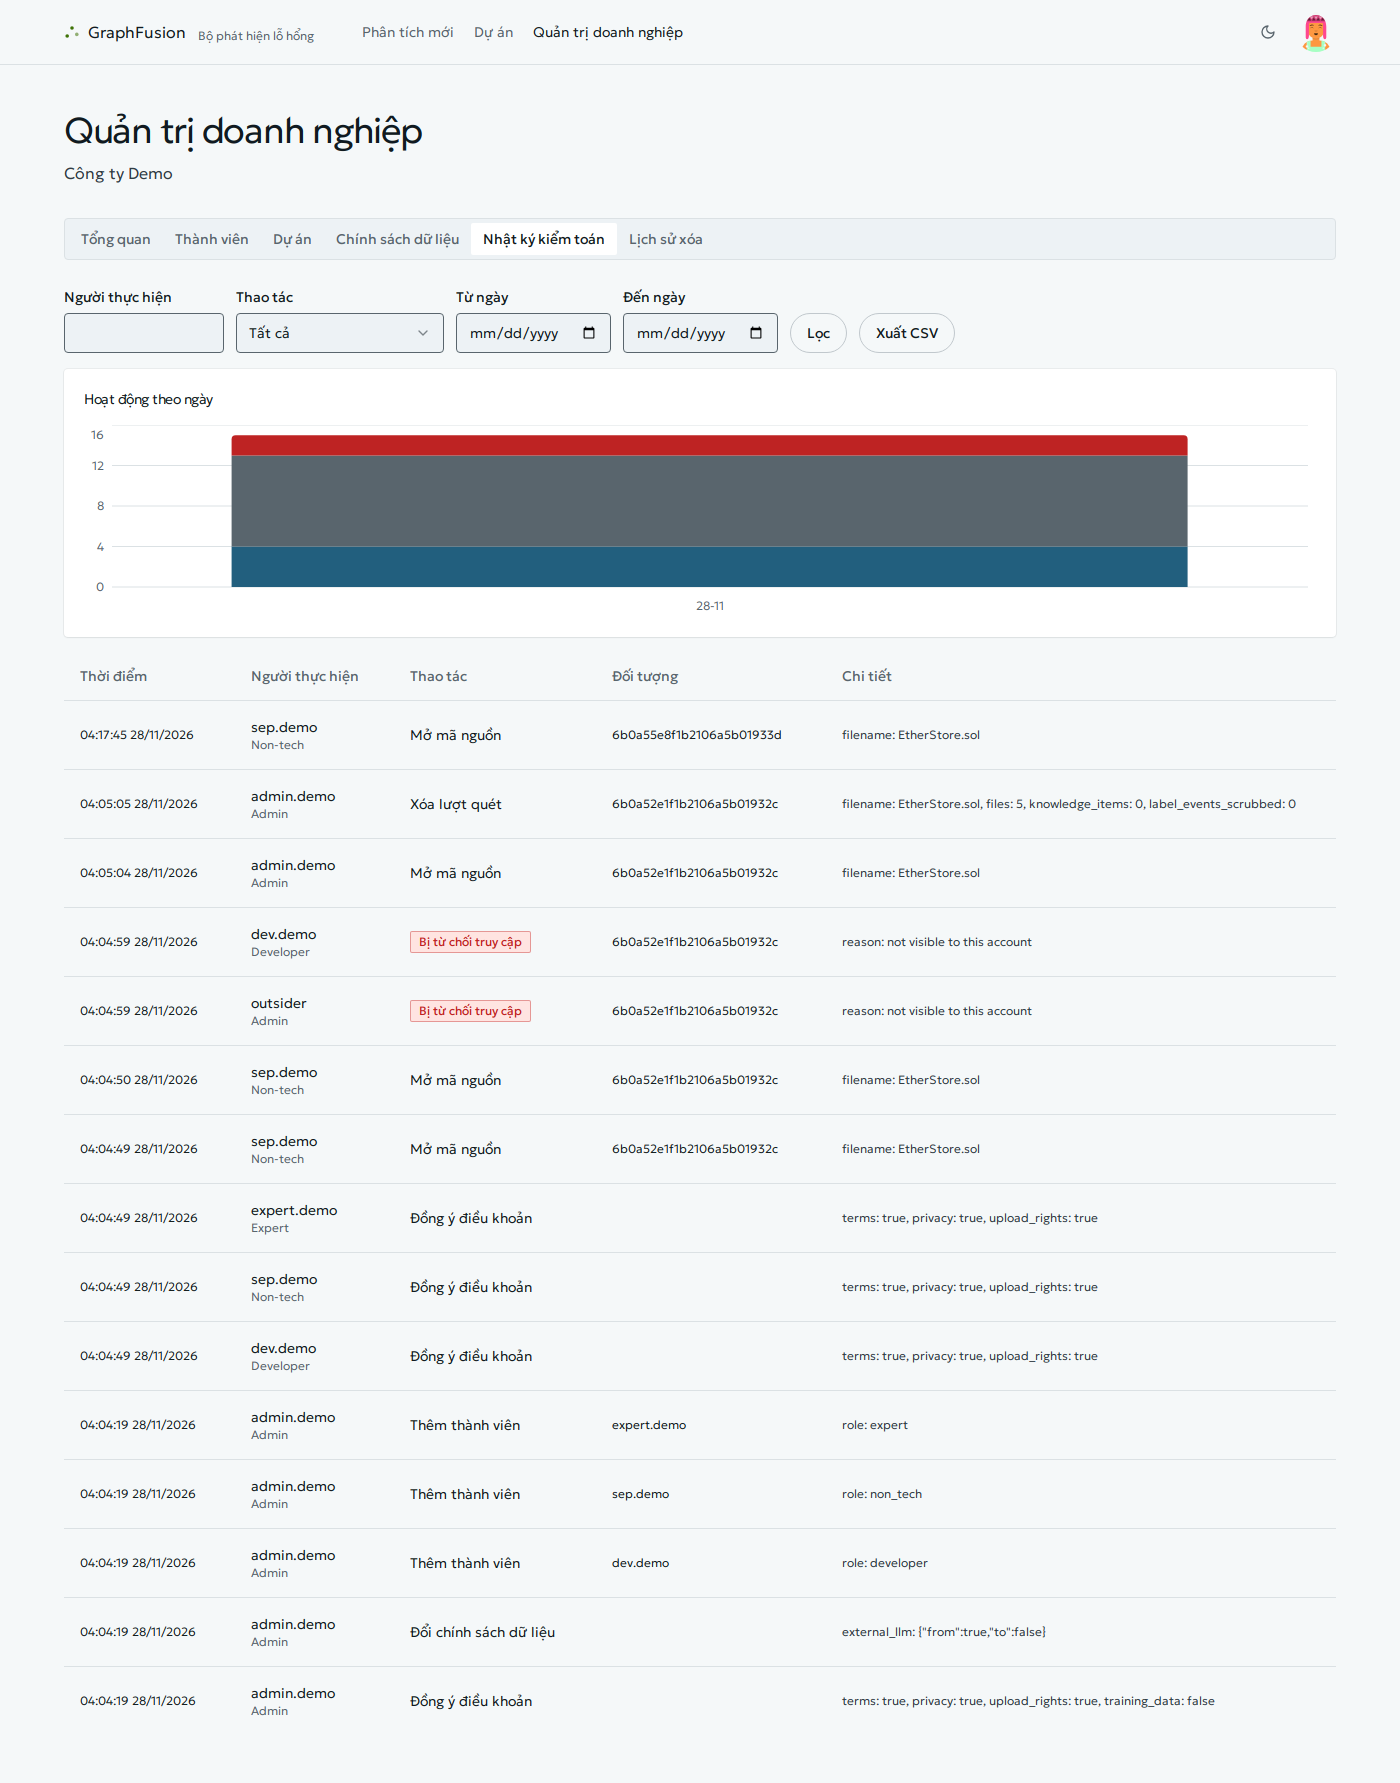 GraphFusion Bộ phát hiện lỗ hổng Phân tích mới Dự án Quản trị doanh nghiệp
Quản trị doanh nghiệp
Công ty Demo
Tổng quan Thành viên Dự án Chính sách dữ liệu Nhật ký kiểm toán Lịch sử xóa
Người thực hiện Thao tác Từ ngày Đến ngày
Tất cả mm/dd/yyyy mm/dd/yyyy Lọc Xuất CSV
Hoạt động theo ngày
16
12
8
4
0
28-11
Thời điểm Người thực hiện Thao tác Đối tượng Chi tiết
04:17:45 28/11/2026 sep.demo Mở mã nguồn 6b0a55e8f1b2106a5b01933d filename: EtherStore.sol
Non-tech
04:05:05 28/11/2026 admin.demo Xóa lượt quét 6b0a52e1f1b2106a5b01932c filename: EtherStore.sol, files: 5, knowledge_items: 0, label_events_scrubbed: 0
Admin
04:05:04 28/11/2026 admin.demo Mở mã nguồn 6b0a52e1f1b2106a5b01932c filename: EtherStore.sol
Admin
04:04:59 28/11/2026 dev.demo Bị từ chối truy cập 6b0a52e1f1b2106a5b01932c reason: not visible to this account
Developer
04:04:59 28/11/2026 outsider Bị từ chối truy cập 6b0a52e1f1b2106a5b01932c reason: not visible to this account
Admin
04:04:50 28/11/2026 sep.demo Mở mã nguồn 6b0a52e1f1b2106a5b01932c filename: EtherStore.sol
Non-tech
04:04:49 28/11/2026 sep.demo Mở mã nguồn 6b0a52e1f1b2106a5b01932c filename: EtherStore.sol
Non-tech
04:04:49 28/11/2026 expert.demo Đồng ý điều khoản terms: true, privacy: true, upload_rights: true
Expert
04:04:49 28/11/2026 sep.demo Đồng ý điều khoản terms: true, privacy: true, upload_rights: true
Non-tech
04:04:49 28/11/2026 dev.demo Đồng ý điều khoản terms: true, privacy: true, upload_rights: true
Developer
04:04:19 28/11/2026 admin.demo Thêm thành viên expert.demo role: expert
Admin
04:04:19 28/11/2026 admin.demo Thêm thành viên sep.demo role: non_tech
Admin
04:04:19 28/11/2026 admin.demo Thêm thành viên dev.demo role: developer
Admin
04:04:19 28/11/2026 admin.demo Đổi chính sách dữ liệu external_llm: {"from":true,"to":false}
Admin
04:04:19 28/11/2026 admin.demo Đồng ý điều khoản terms: true, privacy: true, upload_rights: true, training_data: false
Admin